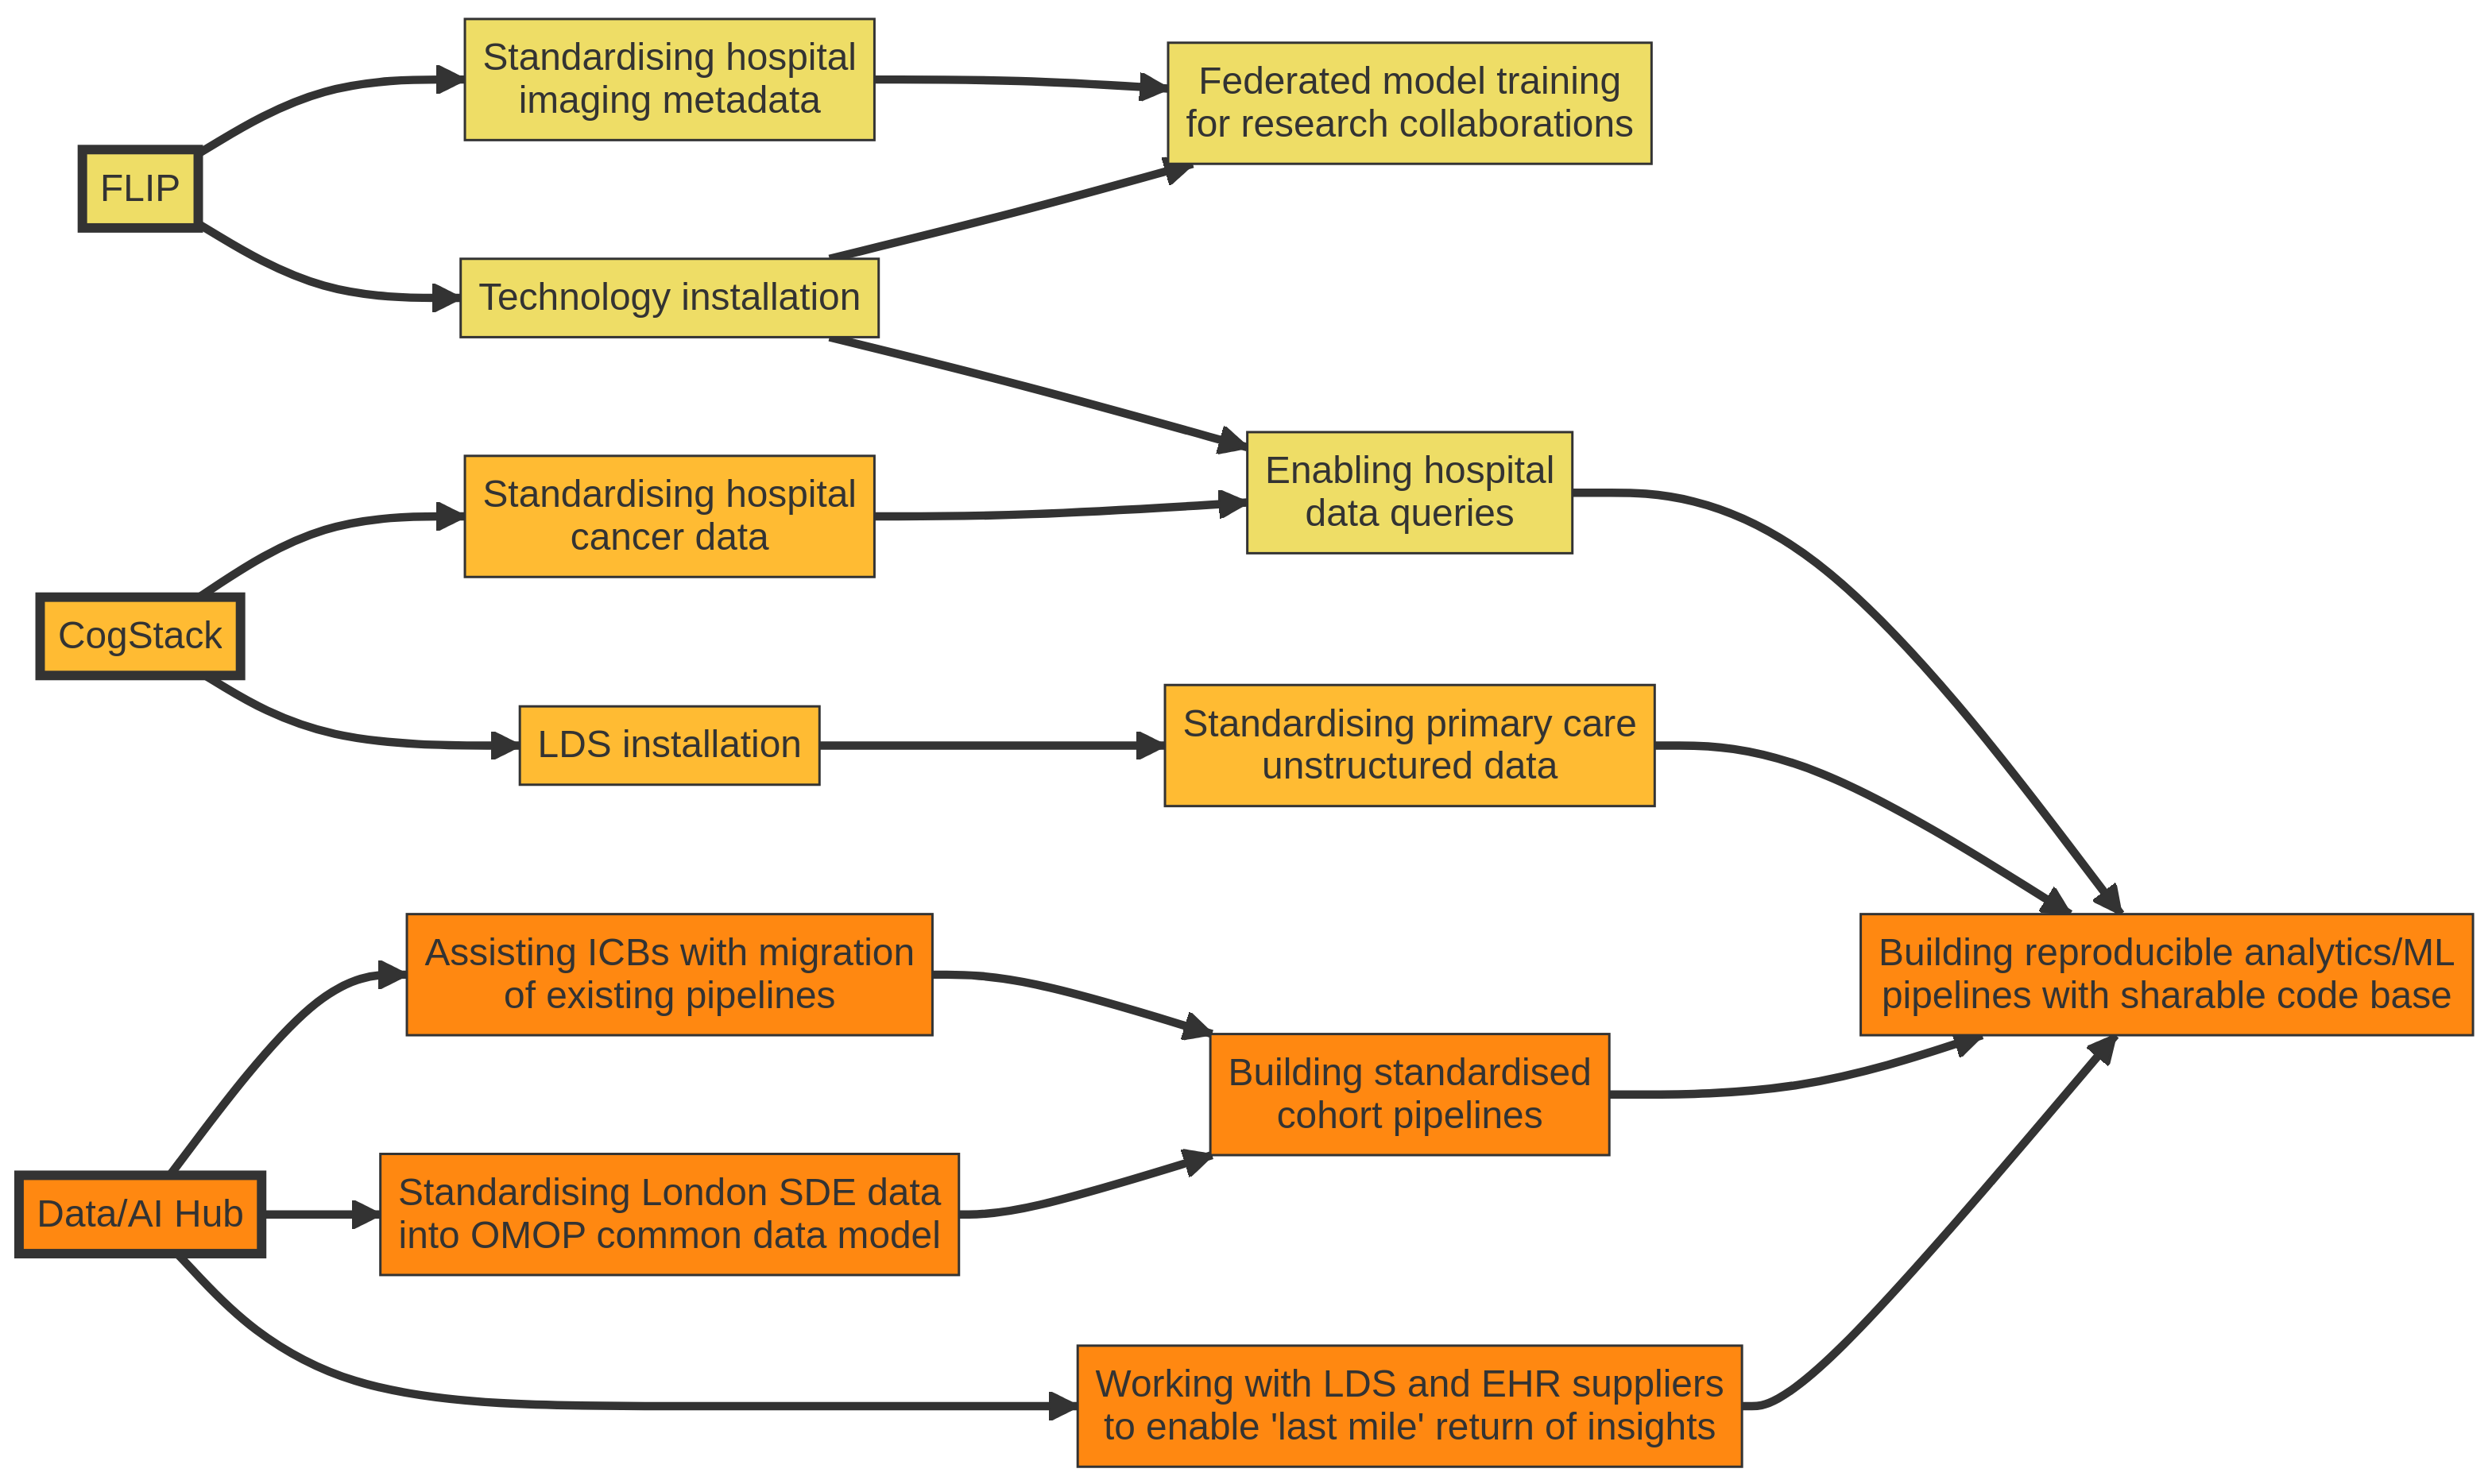 Standardising hospital
imaging metadata
Federated model training
for research collaborations
FLIP
Technology installation
Enabling hospital
data queries
Standardising hospital
cancer data
CogStack
LDS installation
Standardising primary care
unstructured data
Assisting ICBs with migration
of existing pipelines
Building reproducible analytics/ML
pipelines with sharable code base
Building standardised
cohort pipelines
Data/AI Hub
Standardising London SDE data
into OMOP common data model
Working with LDS and EHR suppliers
to enable 'last mile' return of insights